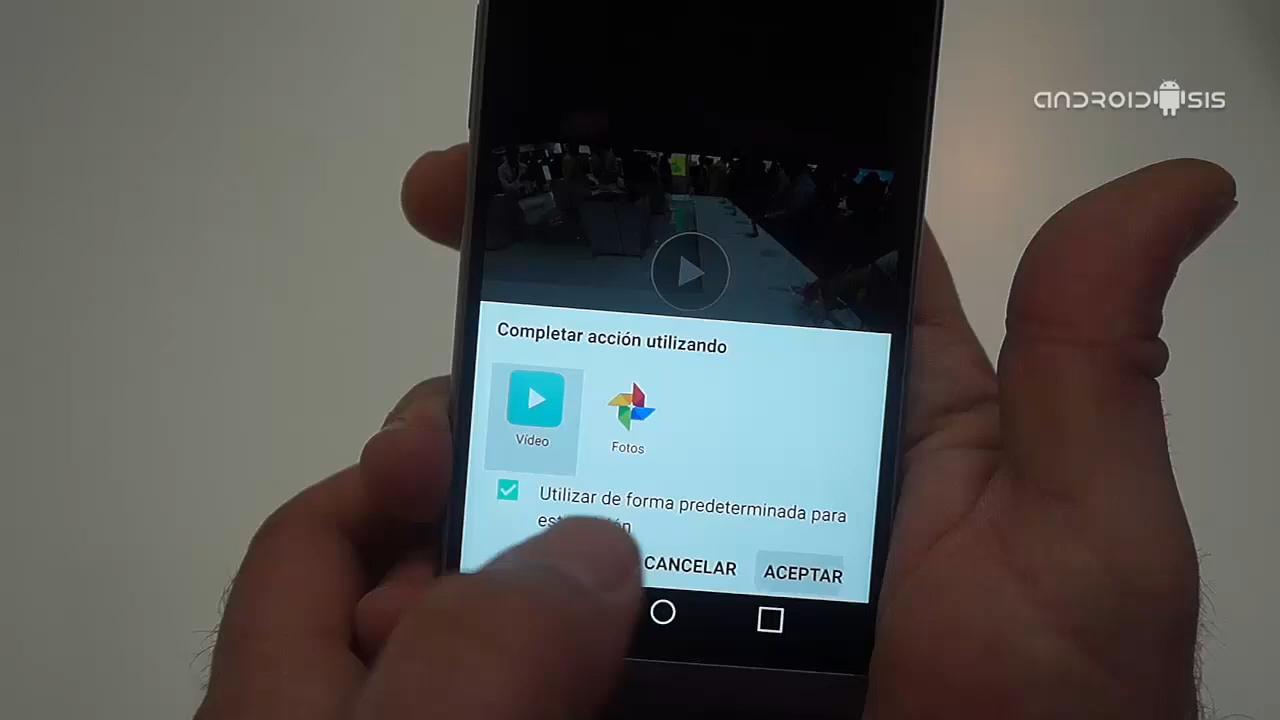 ANDROIDSIS
Completar acción utilizando
Vídeo
Fotos
Utilizar de forma predeterminada para
CANCELAR
ACEPTAR